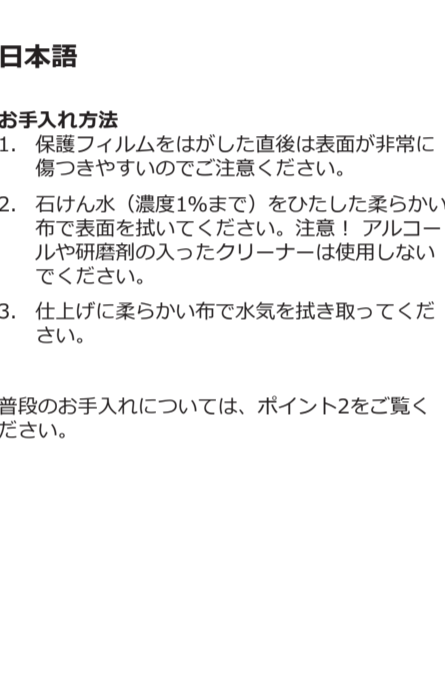 日本語
お手入れ方法
1. 保護フィルムをはがした直後は表面が非常に
傷つきやすいのでご注意ください。
2. 石けん水（濃度1%まで）をひたした柔らかい
布で表面を拭いてください。注意！ アルコー
ルや研磨剤の入ったクリーナーは使用しない
でください。
3. 仕上げに柔らかい布で水気を拭き取ってくだ
さい。
普段のお手入れについては、ポイント2をご覧く
ださい。